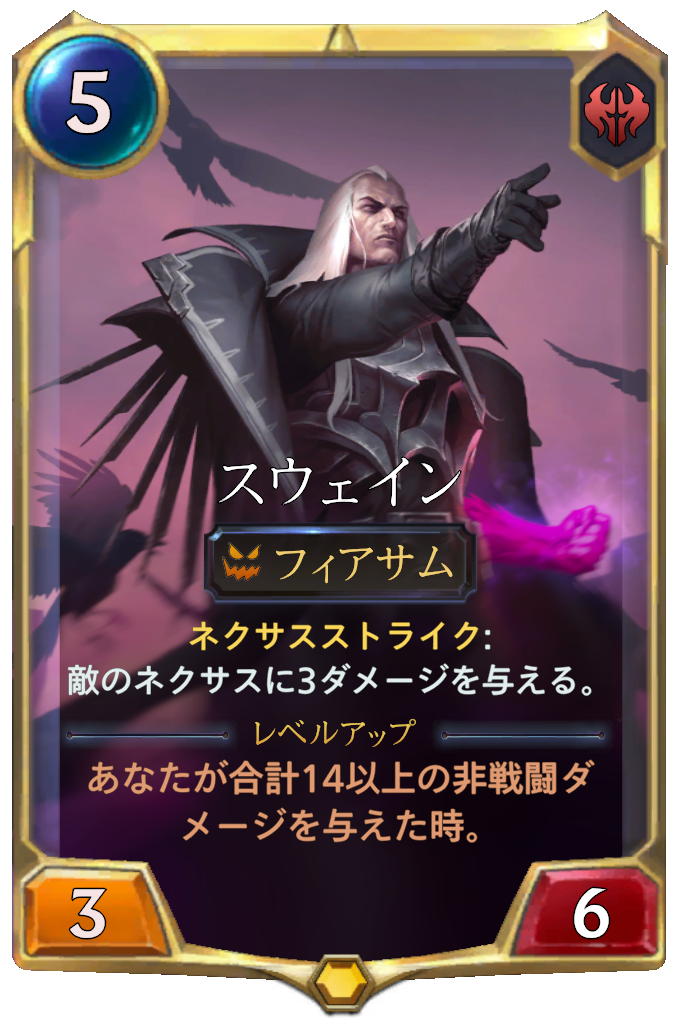 5
スウェイン
フィアサム
ネクサスストライク:
敵のネクサスに3ダメージを与える。
レベルアップ
あなたが合計14以上の非戦闘ダ
メージを与えた時。
3
6